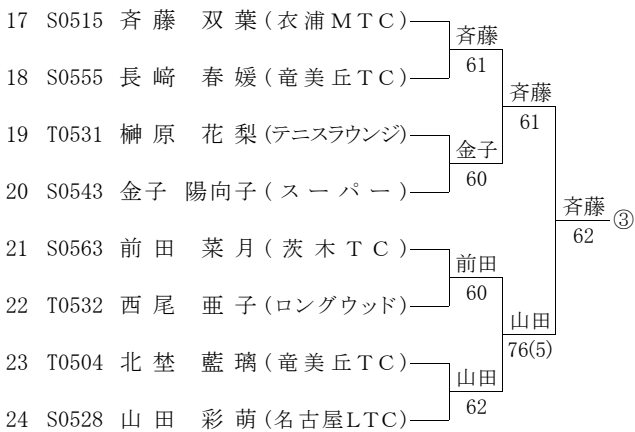 17 S0515 斉藤 双葉(衣浦MTC)
斉藤
61
18 S0555 長﨑 春媛(竜美丘TC)
斉藤
61
19 T0531 榊原 花梨(テニスラウンジ)
金子
60
20 S0543 金子 陽向子(スーパー)
斉藤 ③
62
21 S0563 前田 菜月(茨木TC)
前田
60
22 T0532 西尾 亜子(ロングウッド)
山田
76(5)
23 T0504 北埜 藍璃(竜美丘TC)
山田
62
24 S0528 山田 彩萌(名古屋LTC)